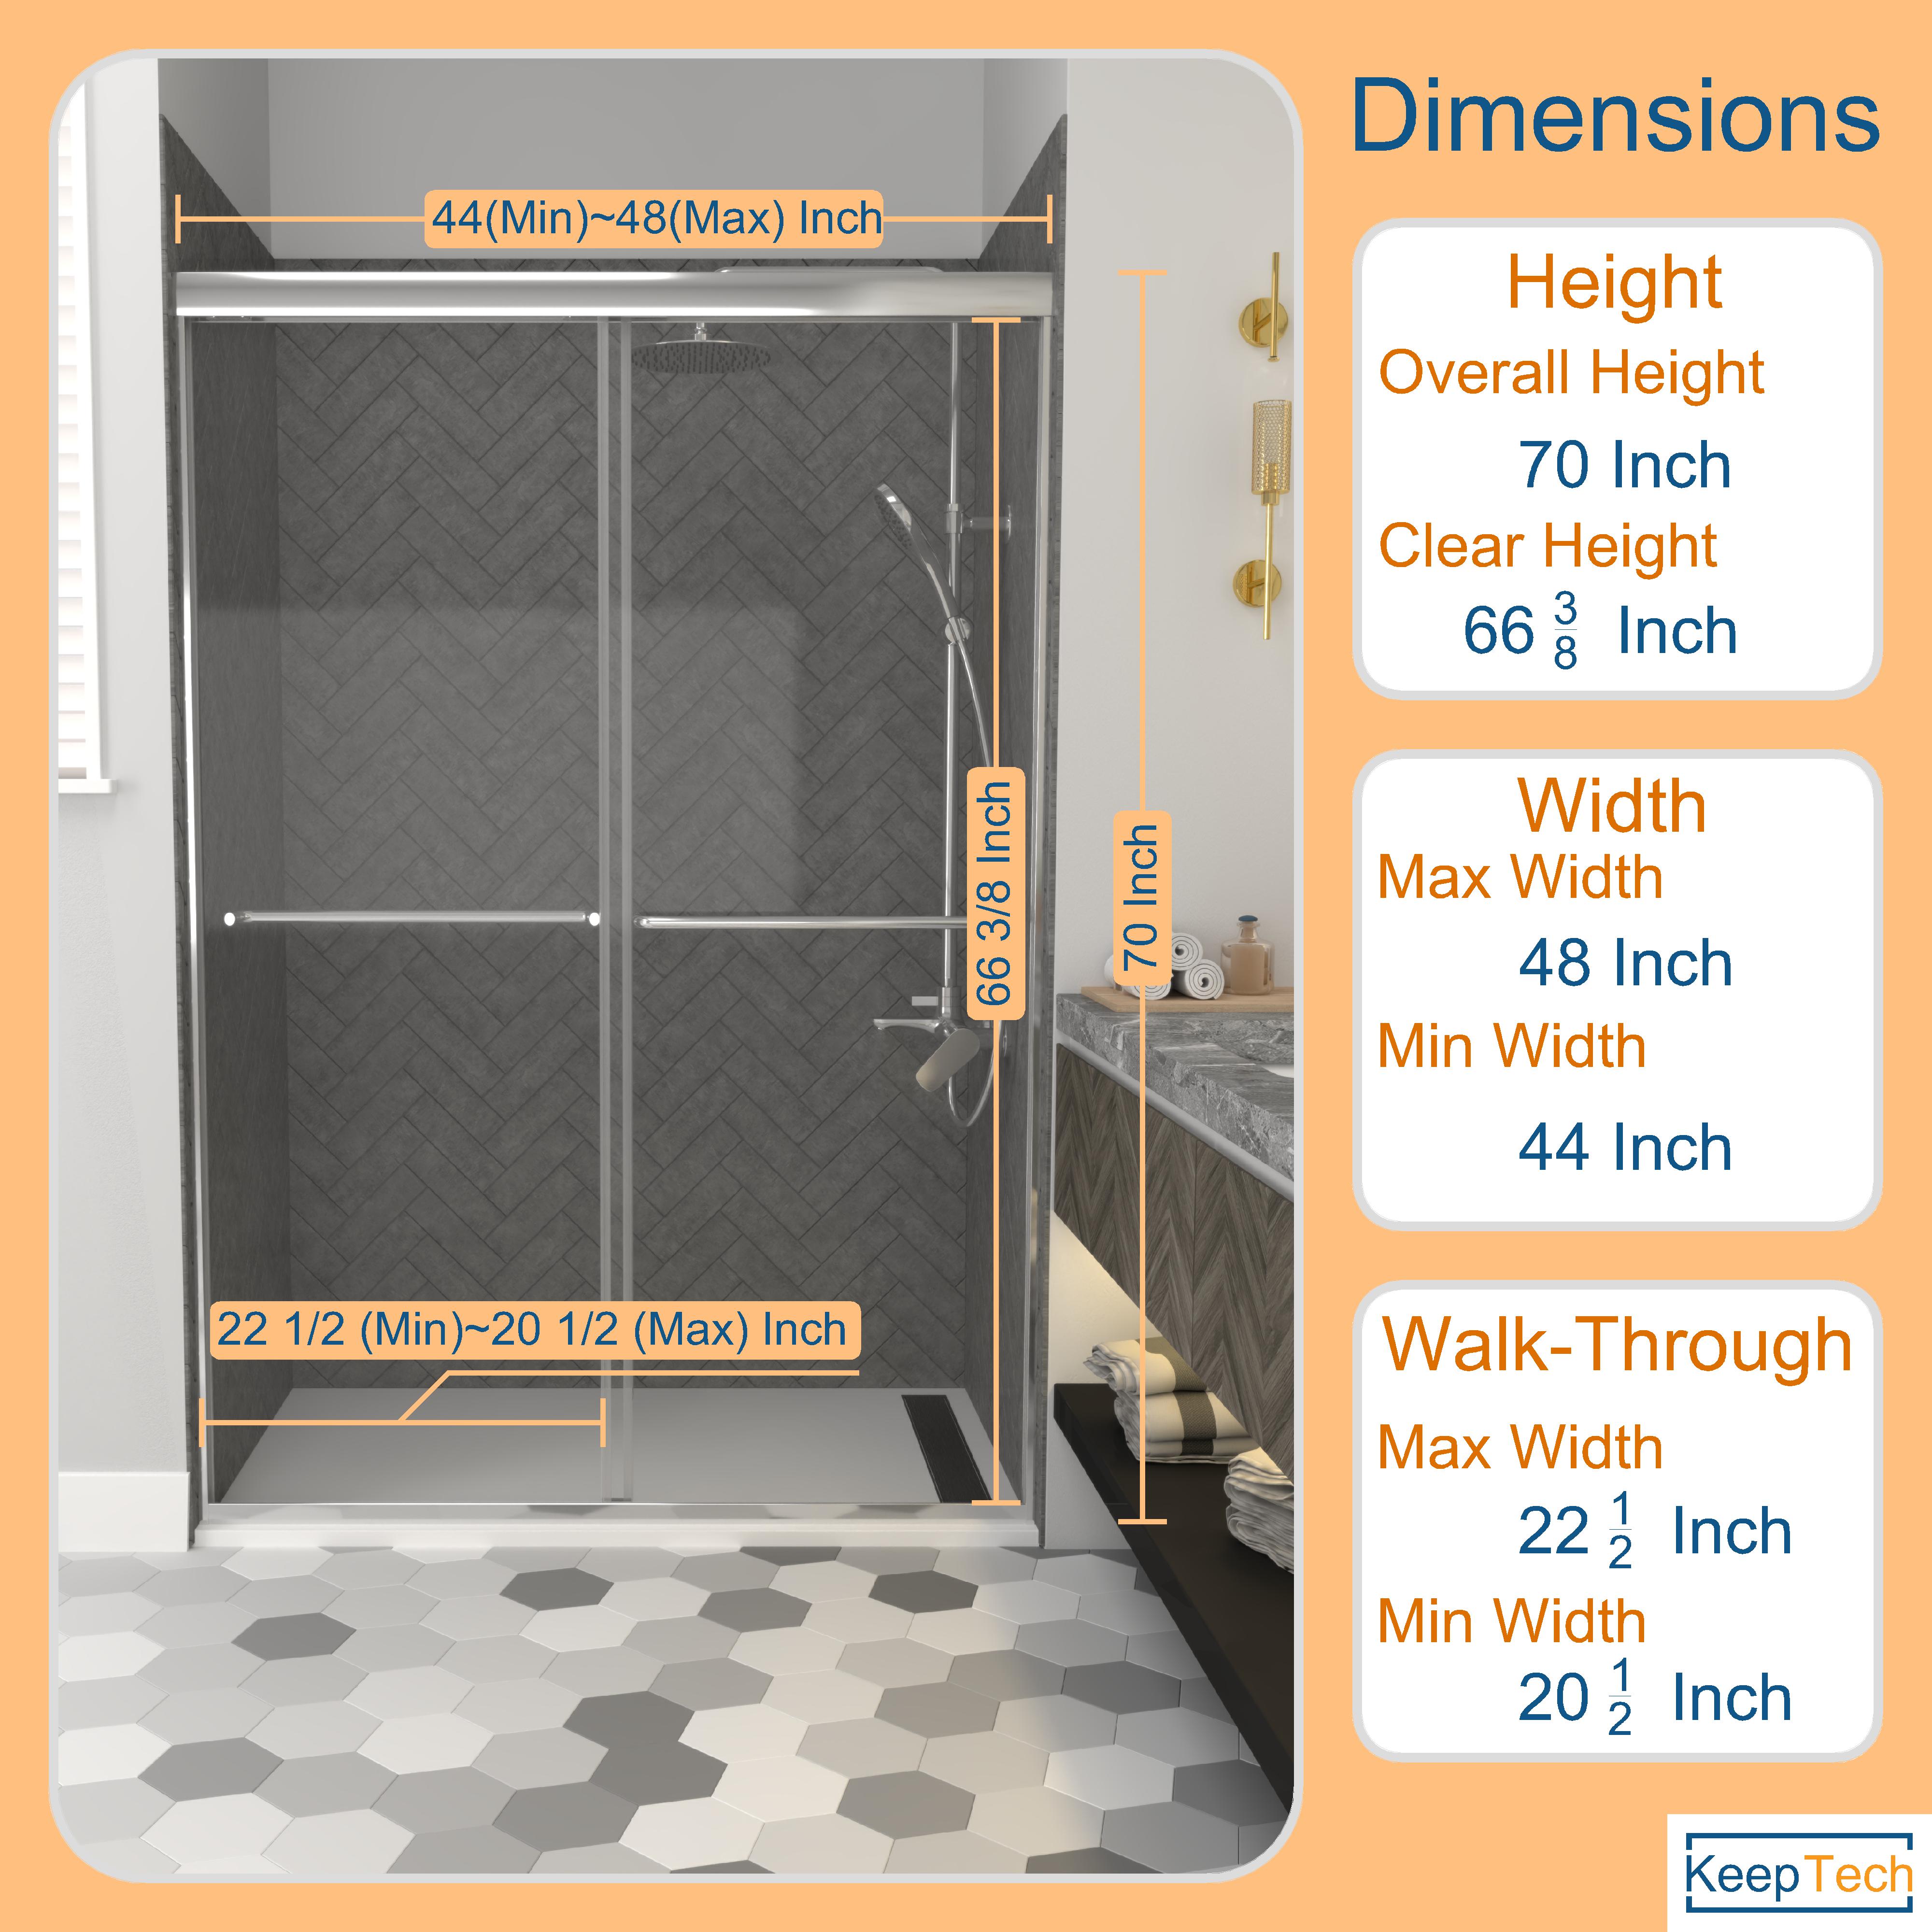 Dimensions
44(Min)~48(Max) Inch
66 3/8 Inch
70 Inch
22 1/2 (Min)~20 1/2 (Max) Inch
Height
Overall Height
70 Inch
Clear Height
66 3/8 Inch
Width
Max Width
48 Inch
Min Width
44 Inch
Walk-Through
Max Width
22 1/2 Inch
Min Width
20 1/2 Inch
KeepTech